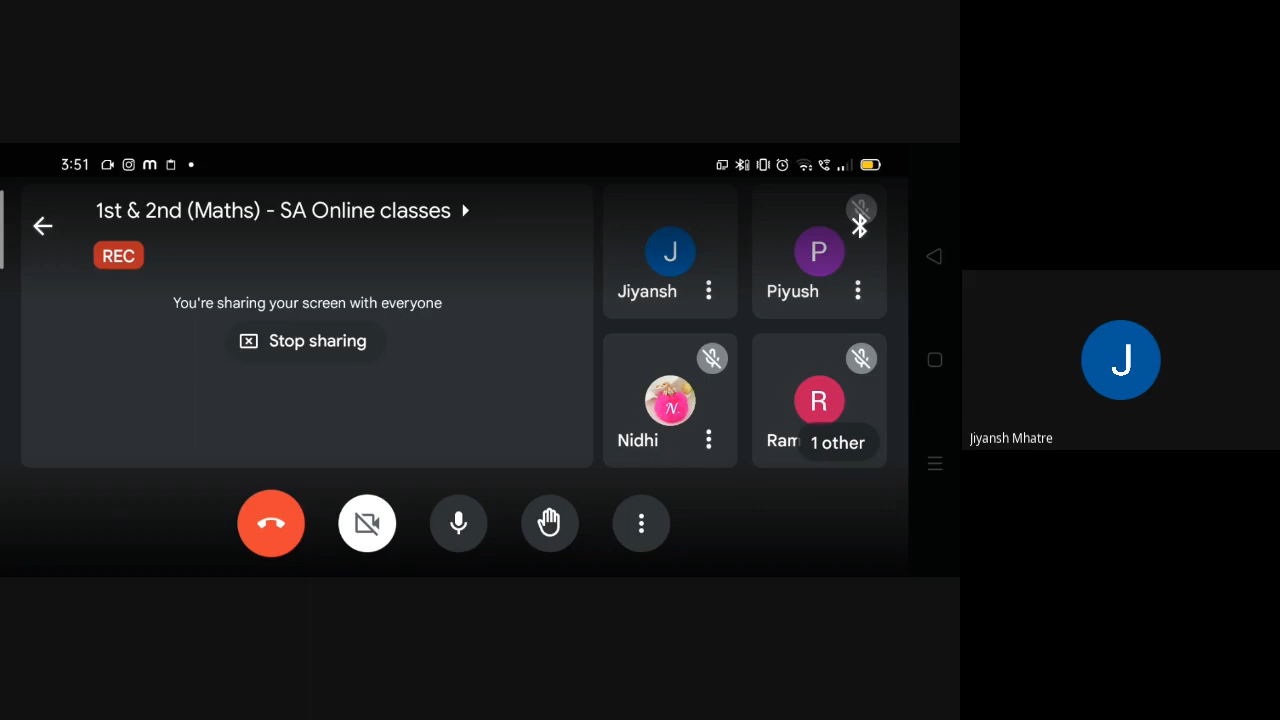 3:51
1st & 2nd (Maths) - SA Online classes
REC
You're sharing your screen with everyone
Stop sharing
J
Jiyansh
P
Piyush
N
Nidhi
R
Ram
1 other
J
Jiyansh Mhatre